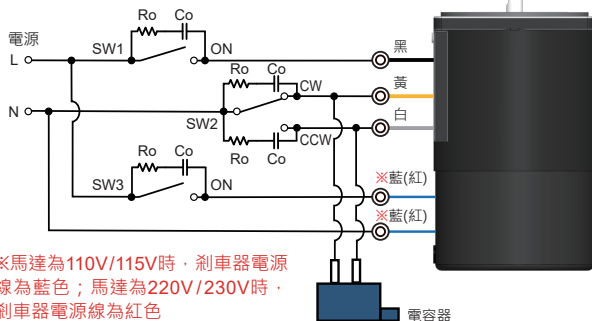 電源
L
SW1
Ro
Co
ON
黑
Ro
Co
CW
黃
N
SW2
白
CCW
Ro
Co
Ro
Co
SW3
ON
※藍(紅)
※藍(紅)
※馬達為110V/115V時，剎車器電源
線為藍色；馬達為220V/230V時，
剎車器電源線為紅色
電容器